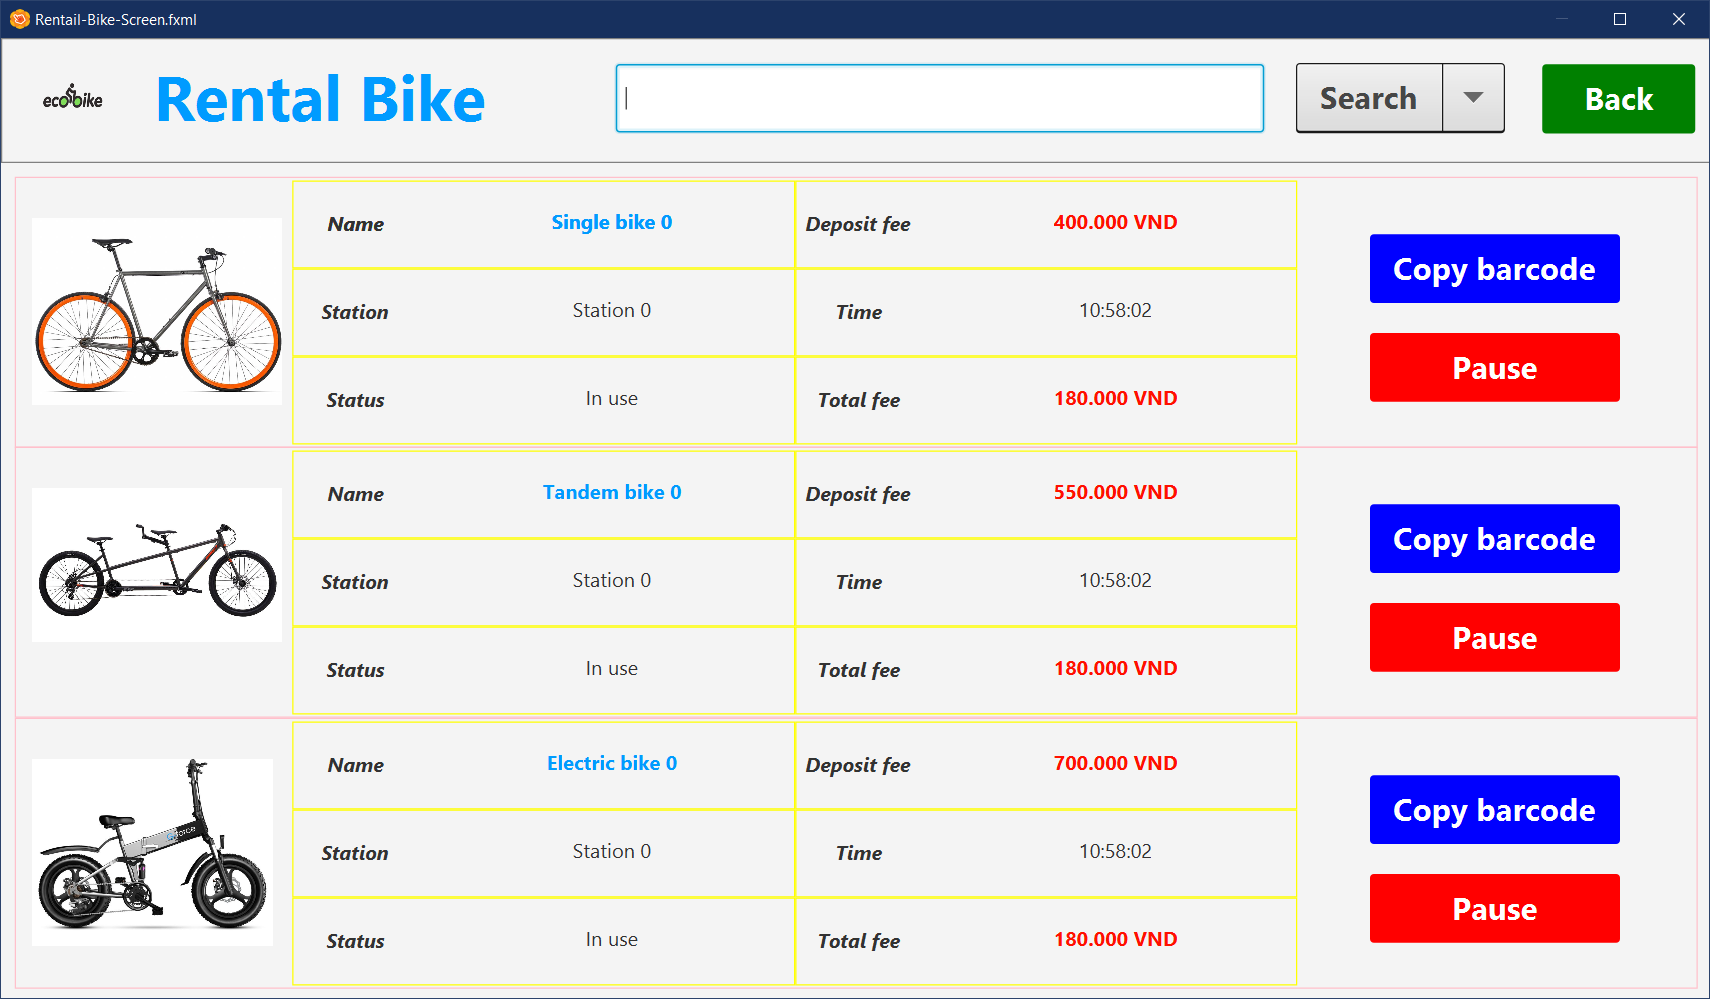 Rentail-Bike-Screen.fxml
ecobike Rental Bike Search Back
Name Single bike 0 Deposit fee 400.000 VND
Copy barcode
Station Station 0 Time 10:58:02
Pause
Status In use Total fee 180.000 VND
Name Tandem bike 0 Deposit fee 550.000 VND
Copy barcode
Station Station 0 Time 10:58:02
Pause
Status In use Total fee 180.000 VND
Name Electric bike 0 Deposit fee 700.000 VND
Copy barcode
Station Station 0 Time 10:58:02
Pause
Status In use Total fee 180.000 VND